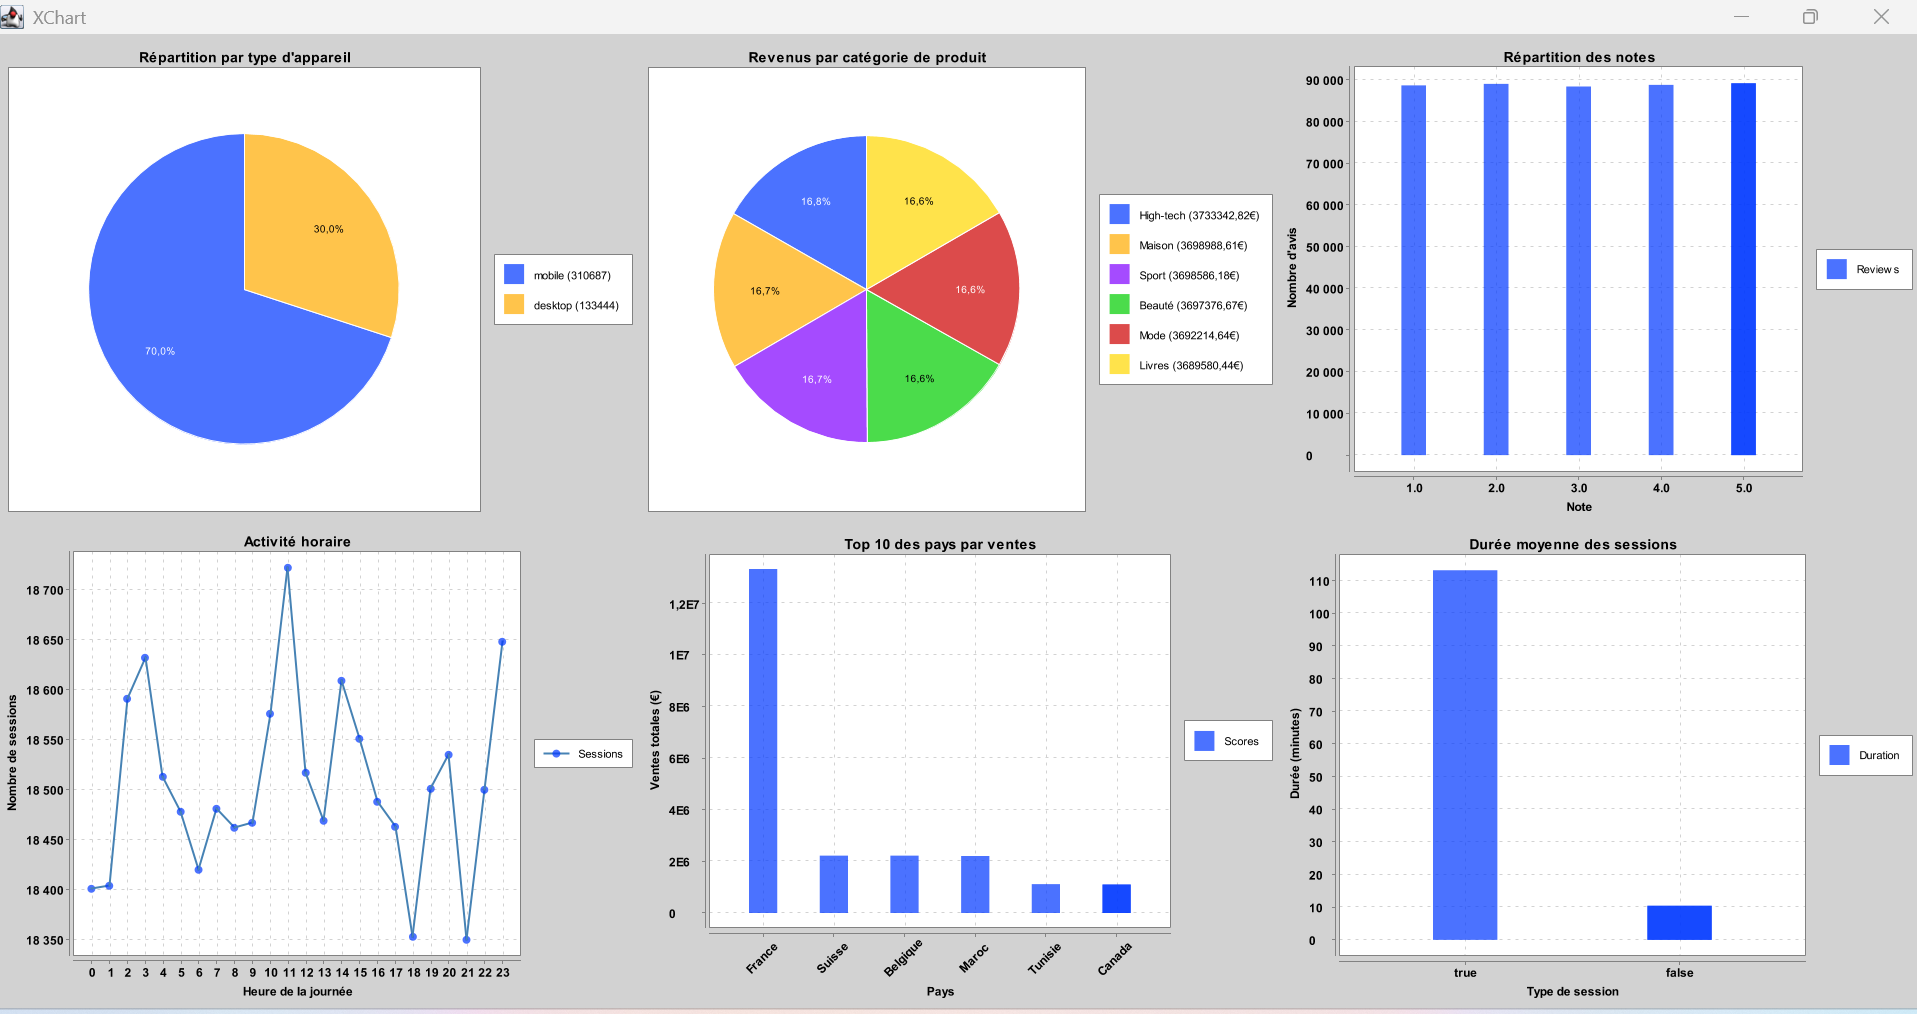 XChart
Répartition par type d'appareil
30,0%
70,0%
mobile (310687)
desktop (133444)
Revenus par catégorie de produit
16,8%
16,6%
16,7%
16,6%
16,7%
16,6%
High-tech (3733342,82€)
Maison (3698988,61€)
Sport (3698586,18€)
Beauté (3697376,67€)
Mode (3692214,64€)
Livres (3689580,44€)
Répartition des notes
Nombre d'avis
90 000
80 000
70 000
60 000
50 000
40 000
30 000
20 000
10 000
0
1.0 2.0 3.0 4.0 5.0
Note
Reviews
Activité horaire
Nombre de sessions
18 700
18 650
18 600
18 550
18 500
18 450
18 400
18 350
0 1 2 3 4 5 6 7 8 9 10 11 12 13 14 15 16 17 18 19 20 21 22 23
Heure de la journée
Sessions
Top 10 des pays par ventes
Ventes totales (€)
1,2E7
1E7
8E6
6E6
4E6
2E6
0
France Suisse Belgique Maroc Tunisie Canada
Pays
Scores
Durée moyenne des sessions
Durée (minutes)
110
100
90
80
70
60
50
40
30
20
10
0
true false
Type de session
Duration